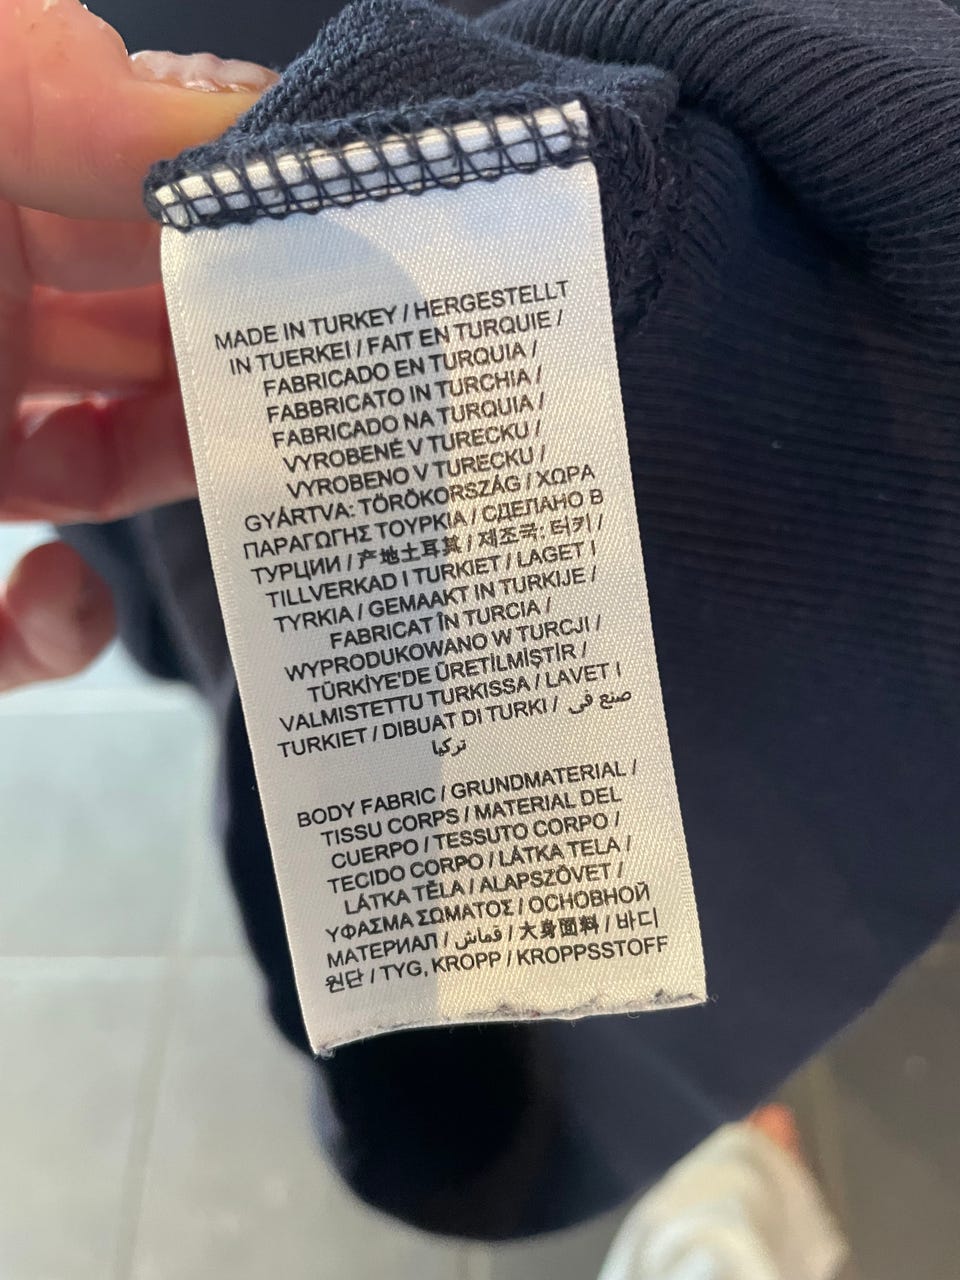 MADE IN TURKEY / HERGESTELLT
IN TUERKEI / FAIT EN TURQUIE /
FABRICADO EN TURQUIA /
FABBRICATO IN TURCHIA /
FABRICADO NA TURQUIA /
VYROBENÉ V TURECKU /
VYROBENO V TURECKU /
GYÁRTVA: TÖRÖKORSZÁG / ΧΩΡΑ
ΠΑΡΑΓΩΓΗΣ ΤΟΥΡΚΙΑ / СДЕЛАНО В
ТУРЦИИ / 产地土耳其 / 제조국: 터키 /
TILLVERKAD I TURKIET / LAGET I
TYRKIA / GEMAAKT IN TURKIJE /
FABRICAT ÎN TURCIA /
WYPRODUKOWANO W TURCJI /
TÜRKİYE'DE ÜRETİLMİŞTİR /
VALMISTETTU TURKISSA / LAVET I
TURKIET / DIBUAT DI TURKI / صنع في
تركيا
BODY FABRIC / GRUNDMATERIAL /
TISSU CORPS / MATERIAL DEL
CUERPO / TESSUTO CORPO /
TECIDO CORPO / LÁTKA TELA /
LÁTKA TĚLA / ALAPSZÖVET /
ΥΦΑΣΜΑ ΣΩΜΑΤΟΣ / ОСНОВНОЙ
МАТЕРИАЛ / قماش / 大身面料 / 바디
원단 / TYG, KROPP / KROPPSSTOFF